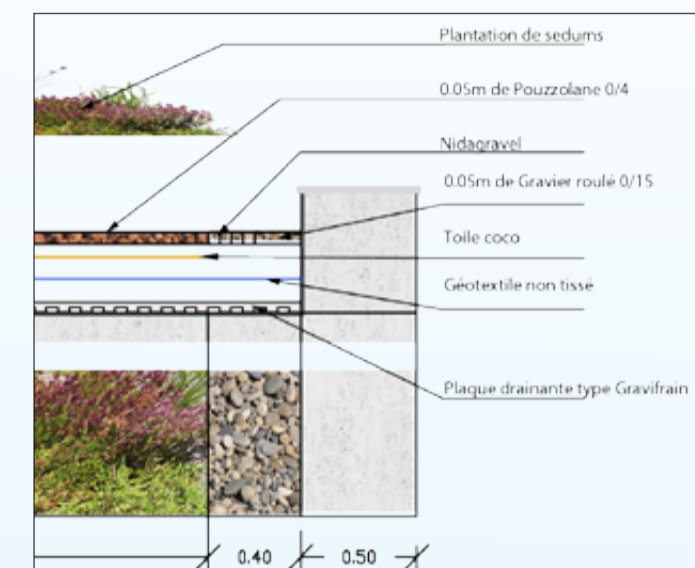 Plantation de sedums
0.05m de Pouzzolane 0/4
Nidagravel
0.05m de Gravier roulé 0/15
Toile coco
Géotextile non tissé
Plaque drainante type Gravifrain
0.40
0.50